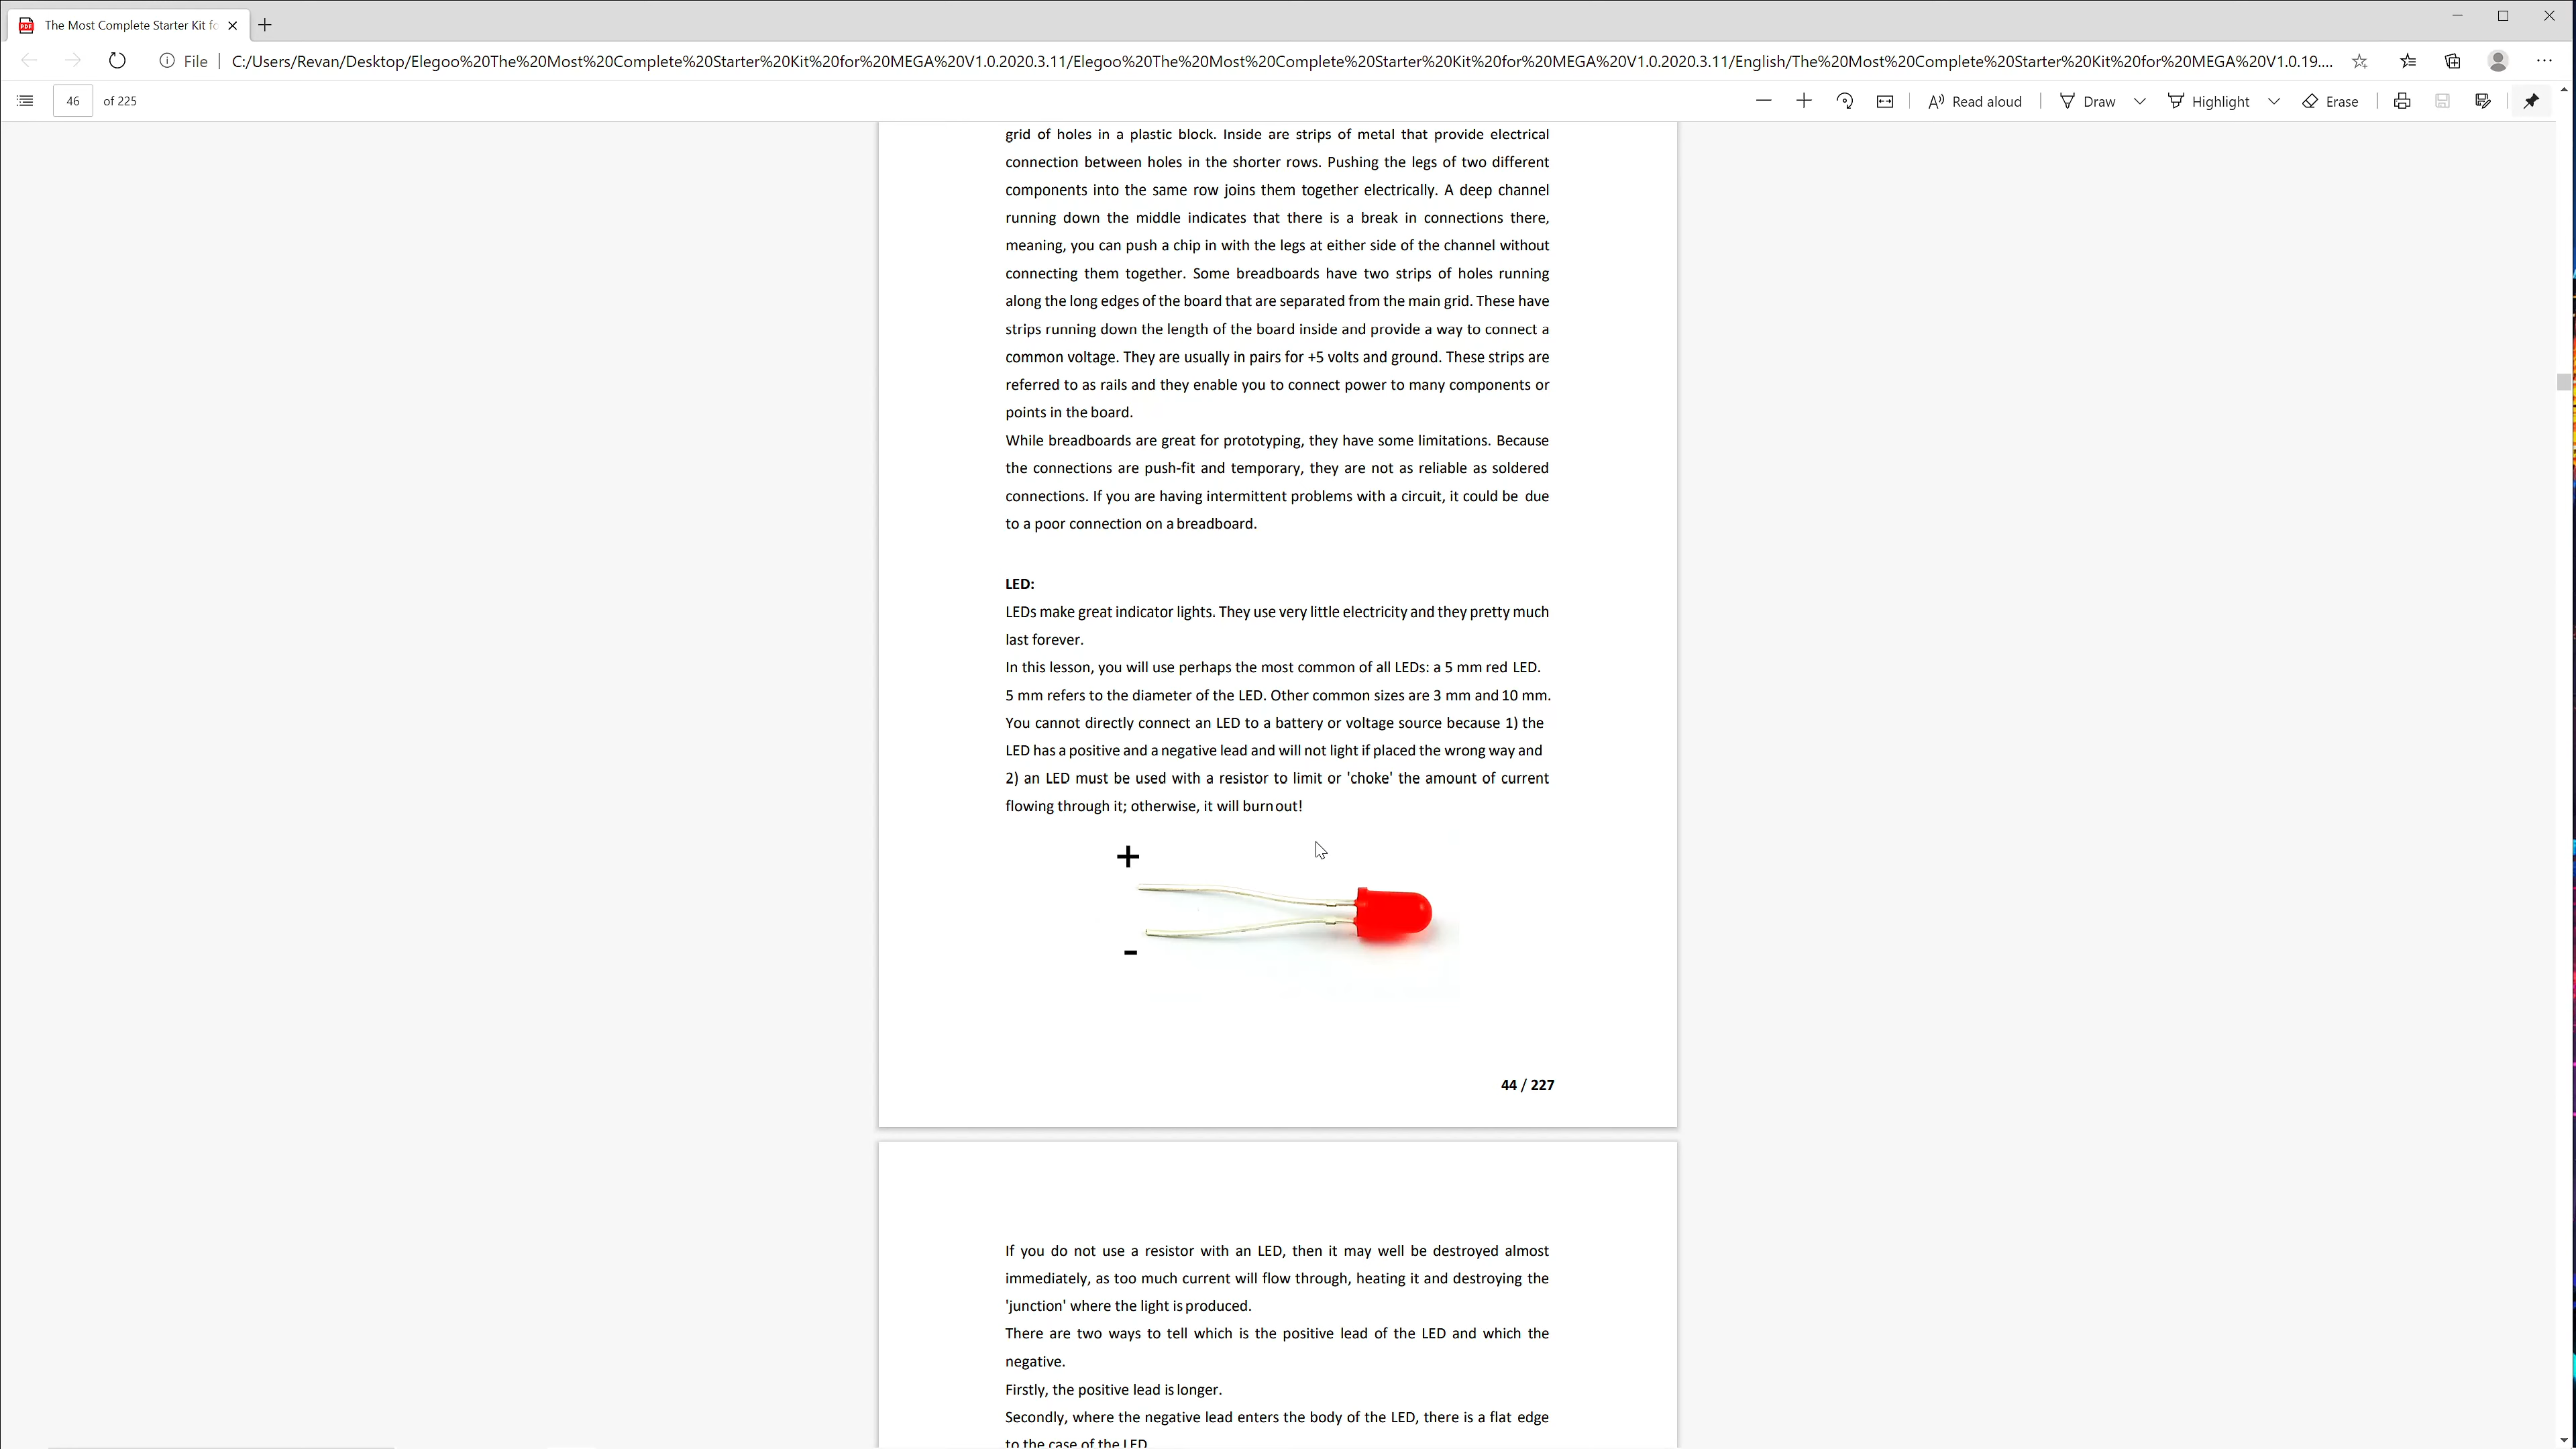 The Most Complete Starter Kit fo
File
C:/Users/Revan/Desktop/Elegoo%20The%20Most%20Complete%20Starter%20Kit%20for%20MEGA%20V1.0.2020.3.11/Elegoo%20The%20Most%20Complete%20Starter%20Kit%20for%20MEGA%20V1.0.2020.3.11/English/The%20Most%20Complete%20Starter%20Kit%20for%20MEGA%20V1.0.19....
46 of 225
Read aloud
Draw
Highlight
Erase
grid of holes in a plastic block. Inside are strips of metal that provide electrical
connection between holes in the shorter rows. Pushing the legs of two different
components into the same row joins them together electrically. A deep channel
running down the middle indicates that there is a break in connections there,
meaning, you can push a chip in with the legs at either side of the channel without
connecting them together. Some breadboards have two strips of holes running
along the long edges of the board that are separated from the main grid. These have
strips running down the length of the board inside and provide a way to connect a
common voltage. They are usually in pairs for +5 volts and ground. These strips are
referred to as rails and they enable you to connect power to many components or
points in the board.
While breadboards are great for prototyping, they have some limitations. Because
the connections are push-fit and temporary, they are not as reliable as soldered
connections. If you are having intermittent problems with a circuit, it could be due
to a poor connection on a breadboard.
LED:
LEDs make great indicator lights. They use very little electricity and they pretty much
last forever.
In this lesson, you will use perhaps the most common of all LEDs: a 5 mm red LED.
5 mm refers to the diameter of the LED. Other common sizes are 3 mm and 10 mm.
You cannot directly connect an LED to a battery or voltage source because 1) the
LED has a positive and a negative lead and will not light if placed the wrong way and
2) an LED must be used with a resistor to limit or 'choke' the amount of current
flowing through it; otherwise, it will burn out!
+
-
44 / 227
If you do not use a resistor with an LED, then it may well be destroyed almost
immediately, as too much current will flow through, heating it and destroying the
'junction' where the light is produced.
There are two ways to tell which is the positive lead of the LED and which the
negative.
Firstly, the positive lead is longer.
Secondly, where the negative lead enters the body of the LED, there is a flat edge
to the case of the LED